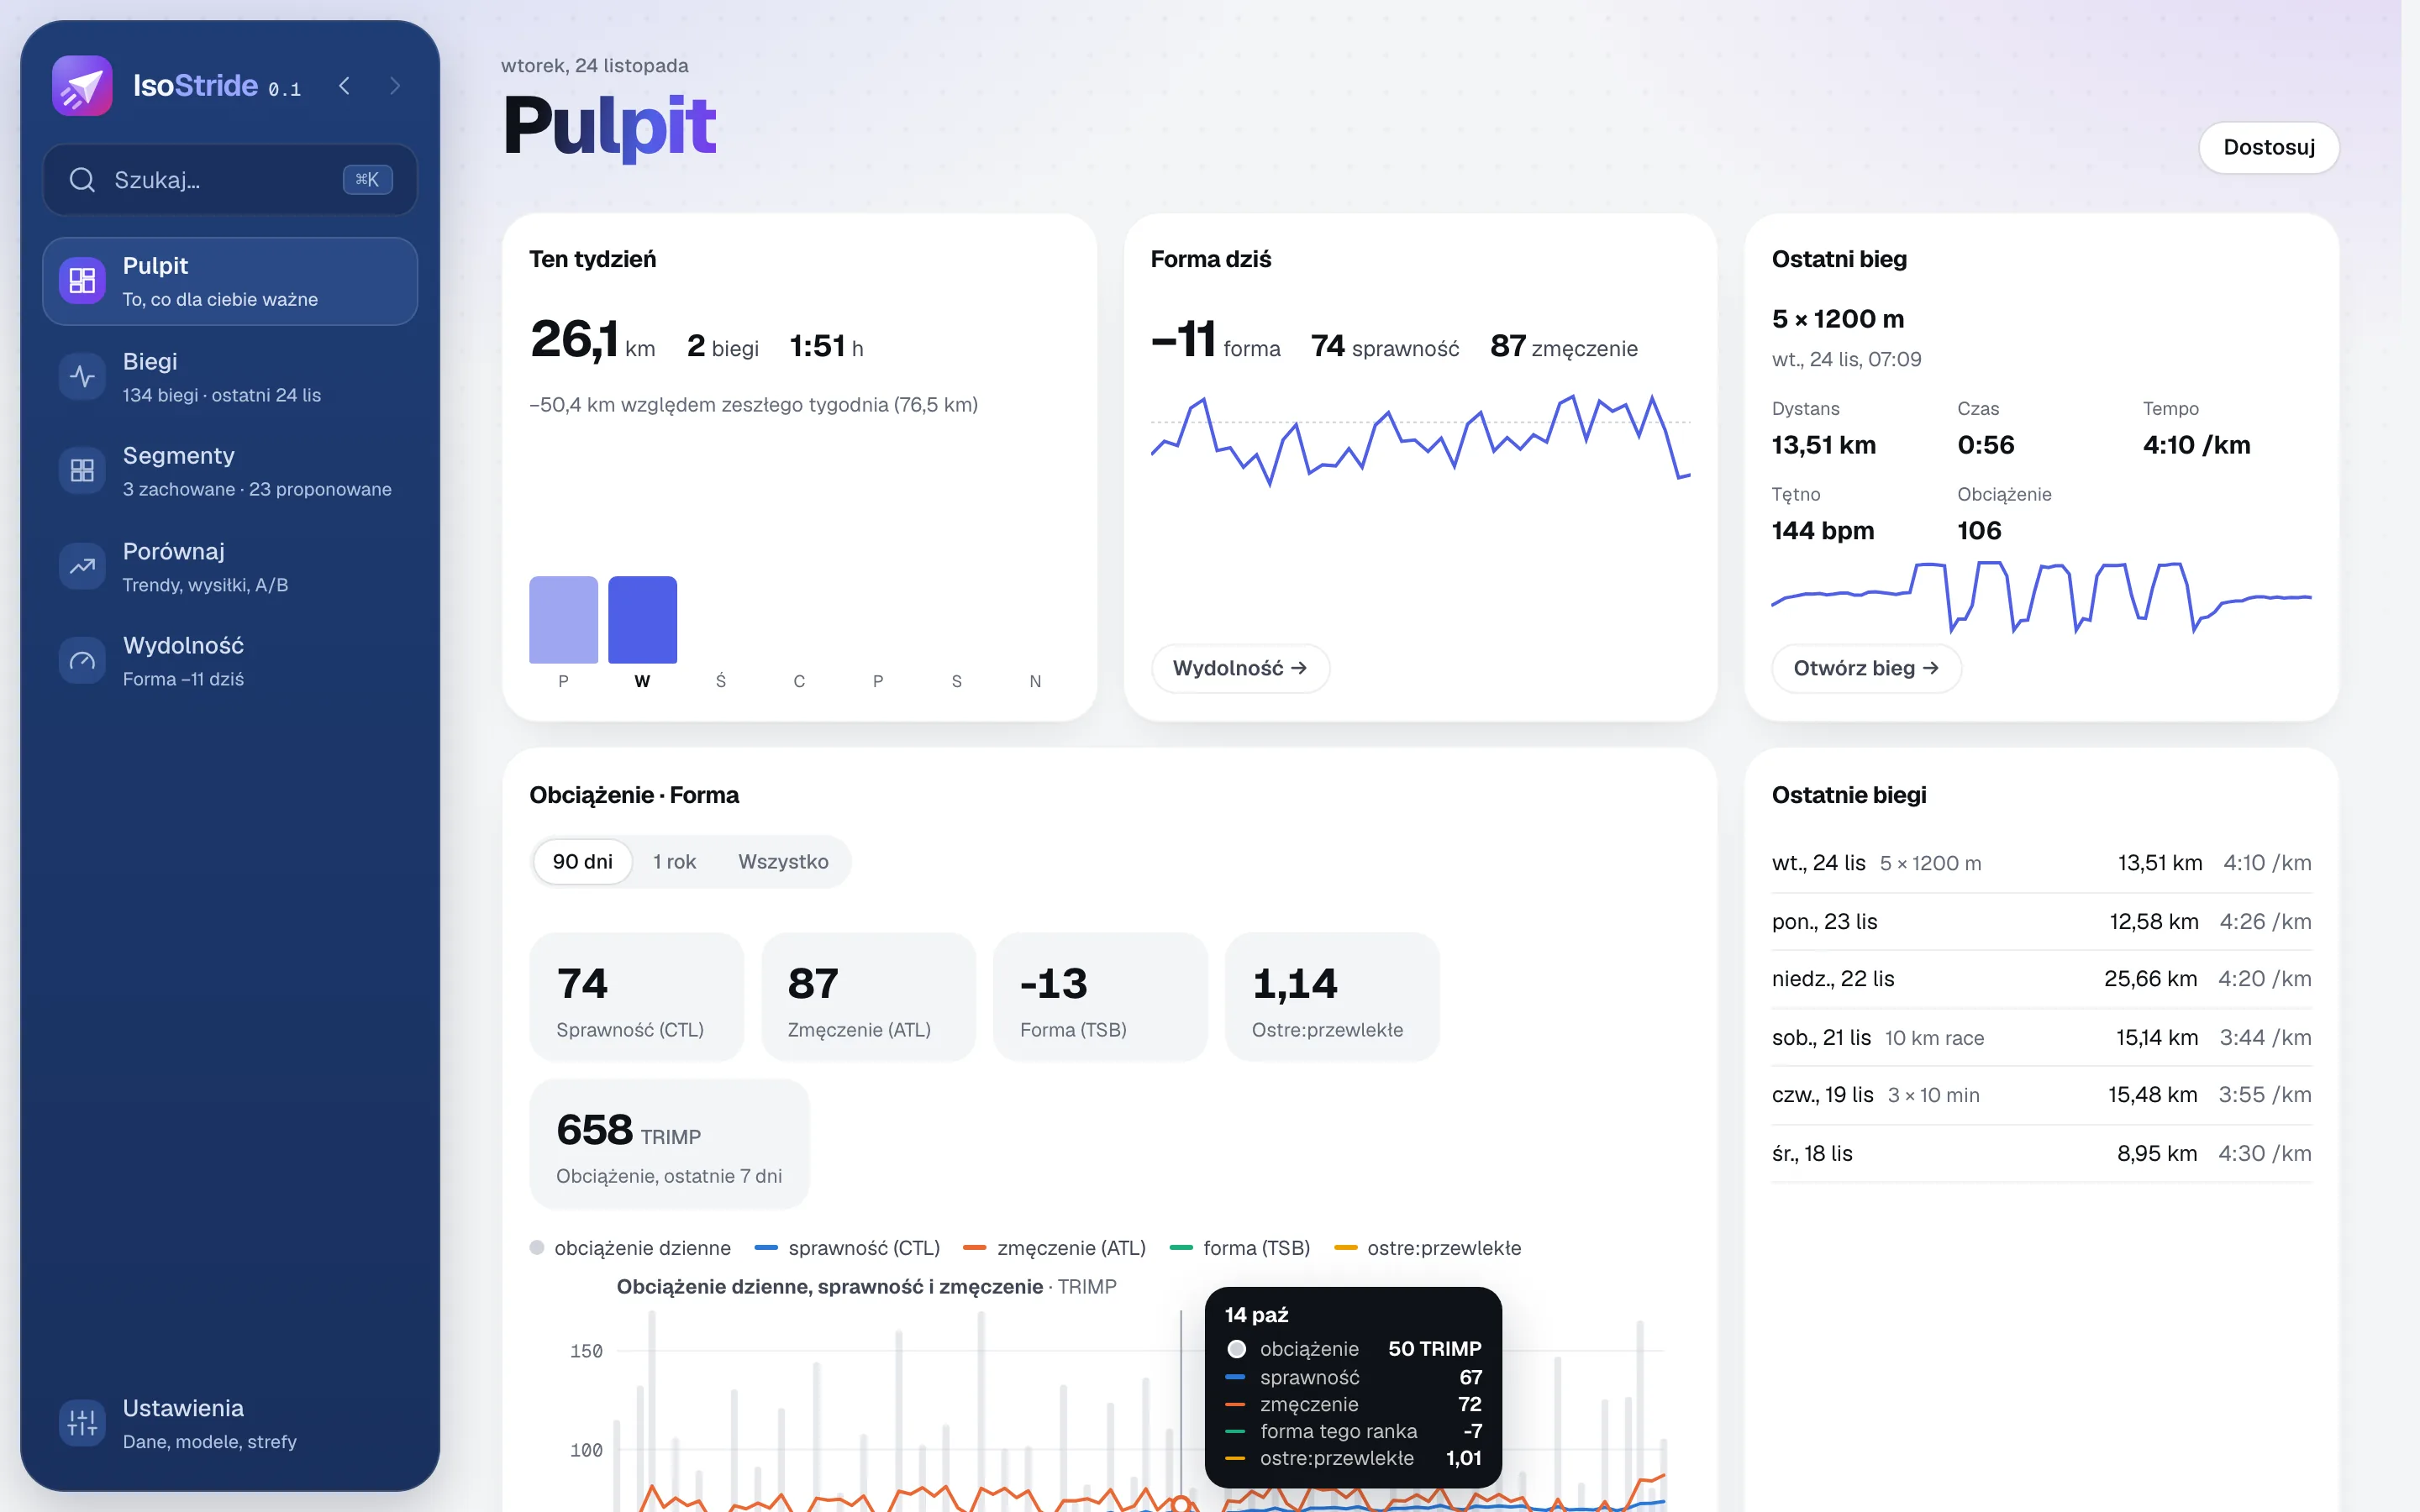 IsoStride 0.1
Szukaj… ⌘K
Pulpit
To, co dla ciebie ważne
Biegi
134 biegi · ostatni 24 lis
Segmenty
3 zachowane · 23 proponowane
Porównaj
Trendy, wysiłki, A/B
Wydolność
Forma −11 dziś
Ustawienia
Dane, modele, strefy
wtorek, 24 listopada
Pulpit
Dostosuj
Ten tydzień
26,1 km 2 biegi 1:51 h
−50,4 km względem zeszłego tygodnia (76,5 km)
P W Ś C P S N
Forma dziś
−11 forma 74 sprawność 87 zmęczenie
Wydolność →
Ostatni bieg
5 × 1200 m
wt., 24 lis, 07:09
Dystans Czas Tempo
13,51 km 0:56 4:10 /km
Tętno Obciążenie
144 bpm 106
Otwórz bieg →
Obciążenie · Forma
90 dni 1 rok Wszystko
74 87 -13 1,14
Sprawność (CTL) Zmęczenie (ATL) Forma (TSB) Ostre:przewlekłe
658 TRIMP
Obciążenie, ostatnie 7 dni
obciążenie dzienne sprawność (CTL) zmęczenie (ATL) forma (TSB) ostre:przewlekłe
Obciążenie dzienne, sprawność i zmęczenie · TRIMP
150
100
14 paź
obciążenie 50 TRIMP
sprawność 67
zmęczenie 72
forma tego ranka -7
ostre:przewlekłe 1,01
Ostatnie biegi
wt., 24 lis 5 × 1200 m 13,51 km 4:10 /km
pon., 23 lis 12,58 km 4:26 /km
niedz., 22 lis 25,66 km 4:20 /km
sob., 21 lis 10 km race 15,14 km 3:44 /km
czw., 19 lis 3 × 10 min 15,48 km 3:55 /km
śr., 18 lis 8,95 km 4:30 /km